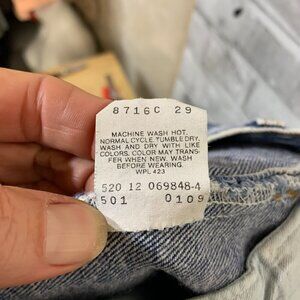 8716C 29
MACHINE WASH HOT,
NORMAL CYCLE. TUMBLE DRY.
WASH AND DRY WITH LIKE
COLORS. COLOR MAY TRANS-
FER WHEN NEW. WASH
BEFORE WEARING.
WPL 423
520 12 069848-4
501 0109